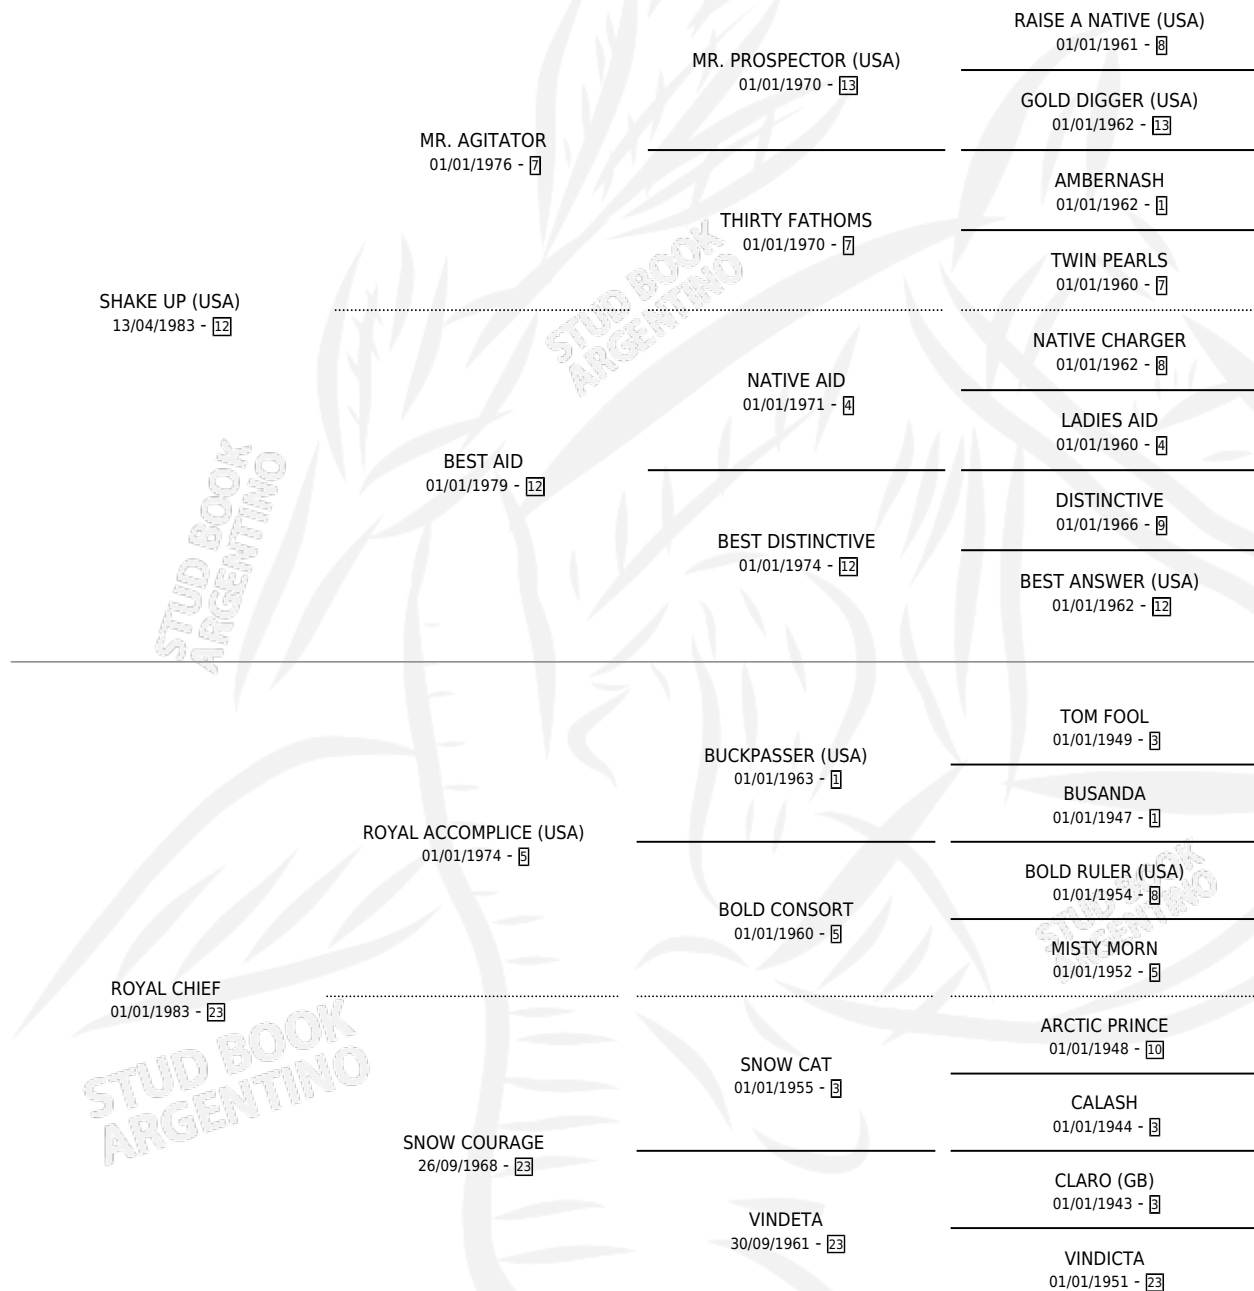 RAISE A NATIVE (USA)
01/01/1961 - 8
MR. PROSPECTOR (USA)
01/01/1970 - 13
GOLD DIGGER (USA)
01/01/1962 - 13
MR. AGITATOR
01/01/1976 - 7
AMBERNASH
01/01/1962 - 1
THIRTY FATHOMS
01/01/1970 - 7
TWIN PEARLS
01/01/1960 - 7
SHAKE UP (USA)
13/04/1983 - 12
NATIVE CHARGER
01/01/1962 - 8
NATIVE AID
01/01/1971 - 4
LADIES AID
01/01/1960 - 4
BEST AID
01/01/1979 - 12
DISTINCTIVE
01/01/1966 - 9
BEST DISTINCTIVE
01/01/1974 - 12
BEST ANSWER (USA)
01/01/1962 - 12
TOM FOOL
01/01/1949 - 3
BUCKPASSER (USA)
01/01/1963 - 1
BUSANDA
01/01/1947 - 1
ROYAL ACCOMPLICE (USA)
01/01/1974 - 5
BOLD RULER (USA)
01/01/1954 - 8
BOLD CONSORT
01/01/1960 - 5
MISTY MORN
01/01/1952 - 5
ROYAL CHIEF
01/01/1983 - 23
ARCTIC PRINCE
01/01/1948 - 10
SNOW CAT
01/01/1955 - 3
CALASH
01/01/1944 - 3
SNOW COURAGE
26/09/1968 - 23
CLARO (GB)
01/01/1943 - 3
VINDETA
30/09/1961 - 23
VINDICTA
01/01/1951 - 23
STUD BOOK
ARGENTINO
STUD BOOK
ARGENTINO
STUD BOOK
ARGENTINO
STUD BOOK
ARGENTINO